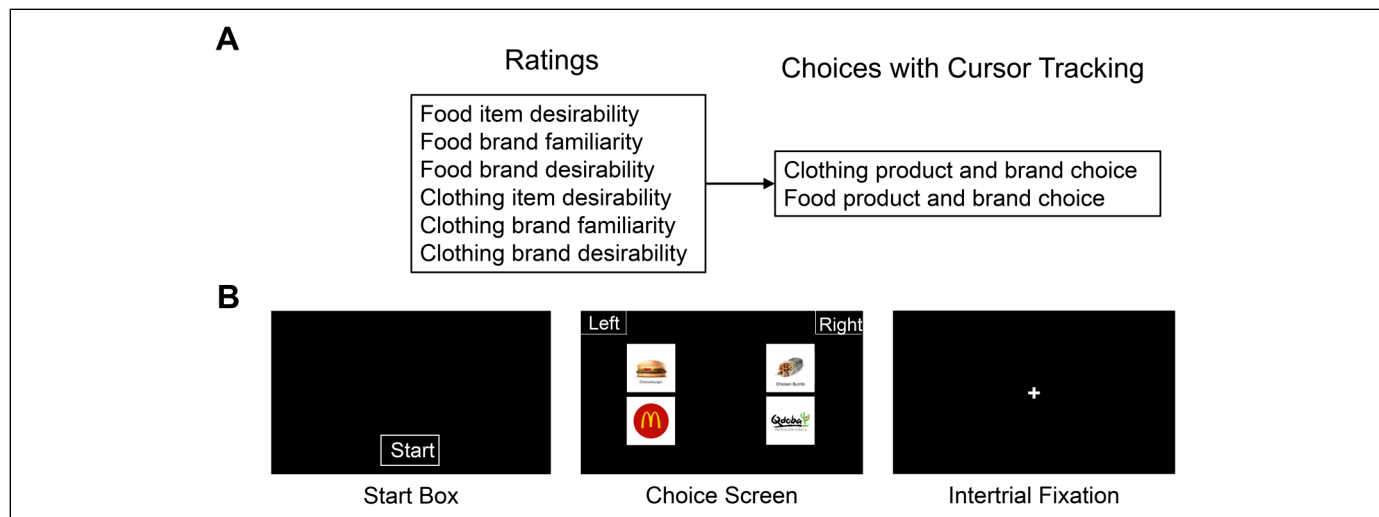 A
Ratings
Choices with Cursor Tracking
Food item desirability
Food brand familiarity
Food brand desirability
Clothing item desirability
Clothing brand familiarity
Clothing brand desirability
Clothing product and brand choice
Food product and brand choice
B
Start
Left
Right
Cheeseburger
Chicken Burrito
Qdoba
MEXICAN GRILL
Start Box
Choice Screen
Intertrial Fixation